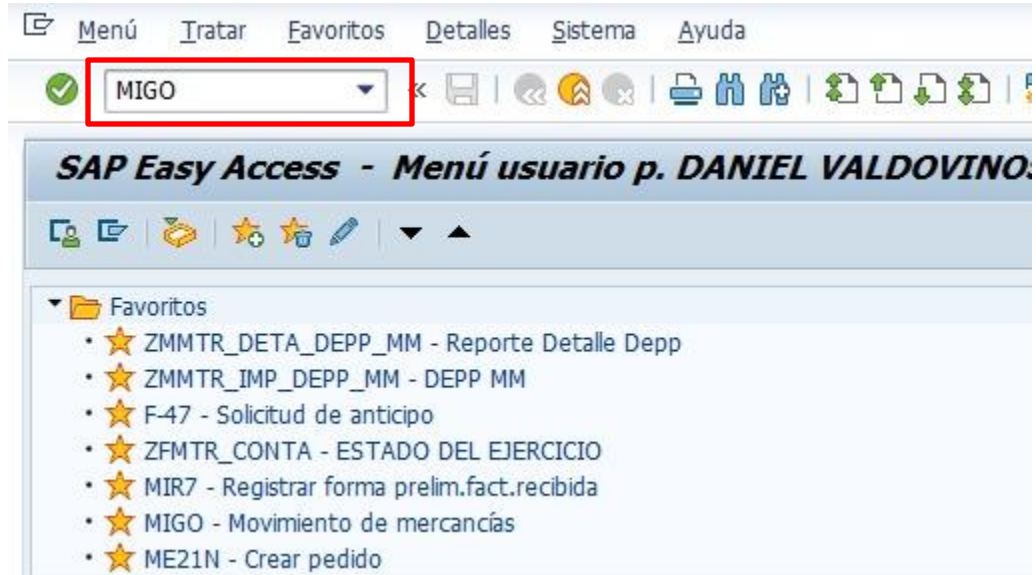 Menú Tratar Favoritos Detalles Sistema Ayuda
MIGO
SAP Easy Access - Menú usuario p. DANIEL VALDOVINOS
Favoritos
ZMMTR_DETA_DEPP_MM - Reporte Detalle Depp
ZMMTR_IMP_DEPP_MM - DEPP MM
F-47 - Solicitud de anticipo
ZFMTR_CONTA - ESTADO DEL EJERCICIO
MIR7 - Registrar forma prelim.fact.recibida
MIGO - Movimiento de mercancías
ME21N - Crear pedido